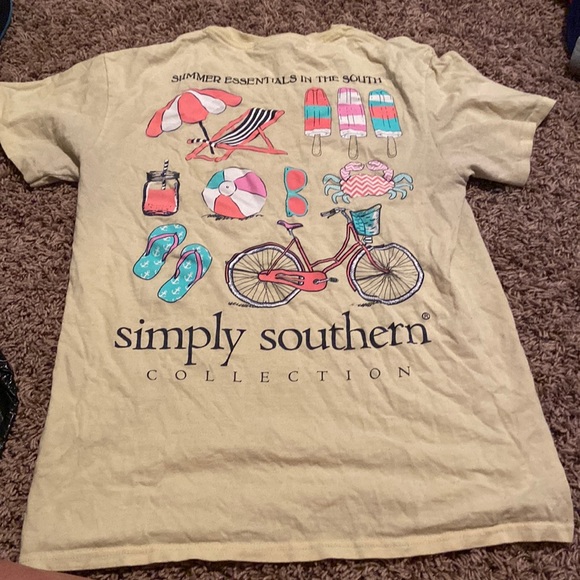 SUMMER ESSENTIALS IN THE SOUTH
simply southern®
COLLECTION